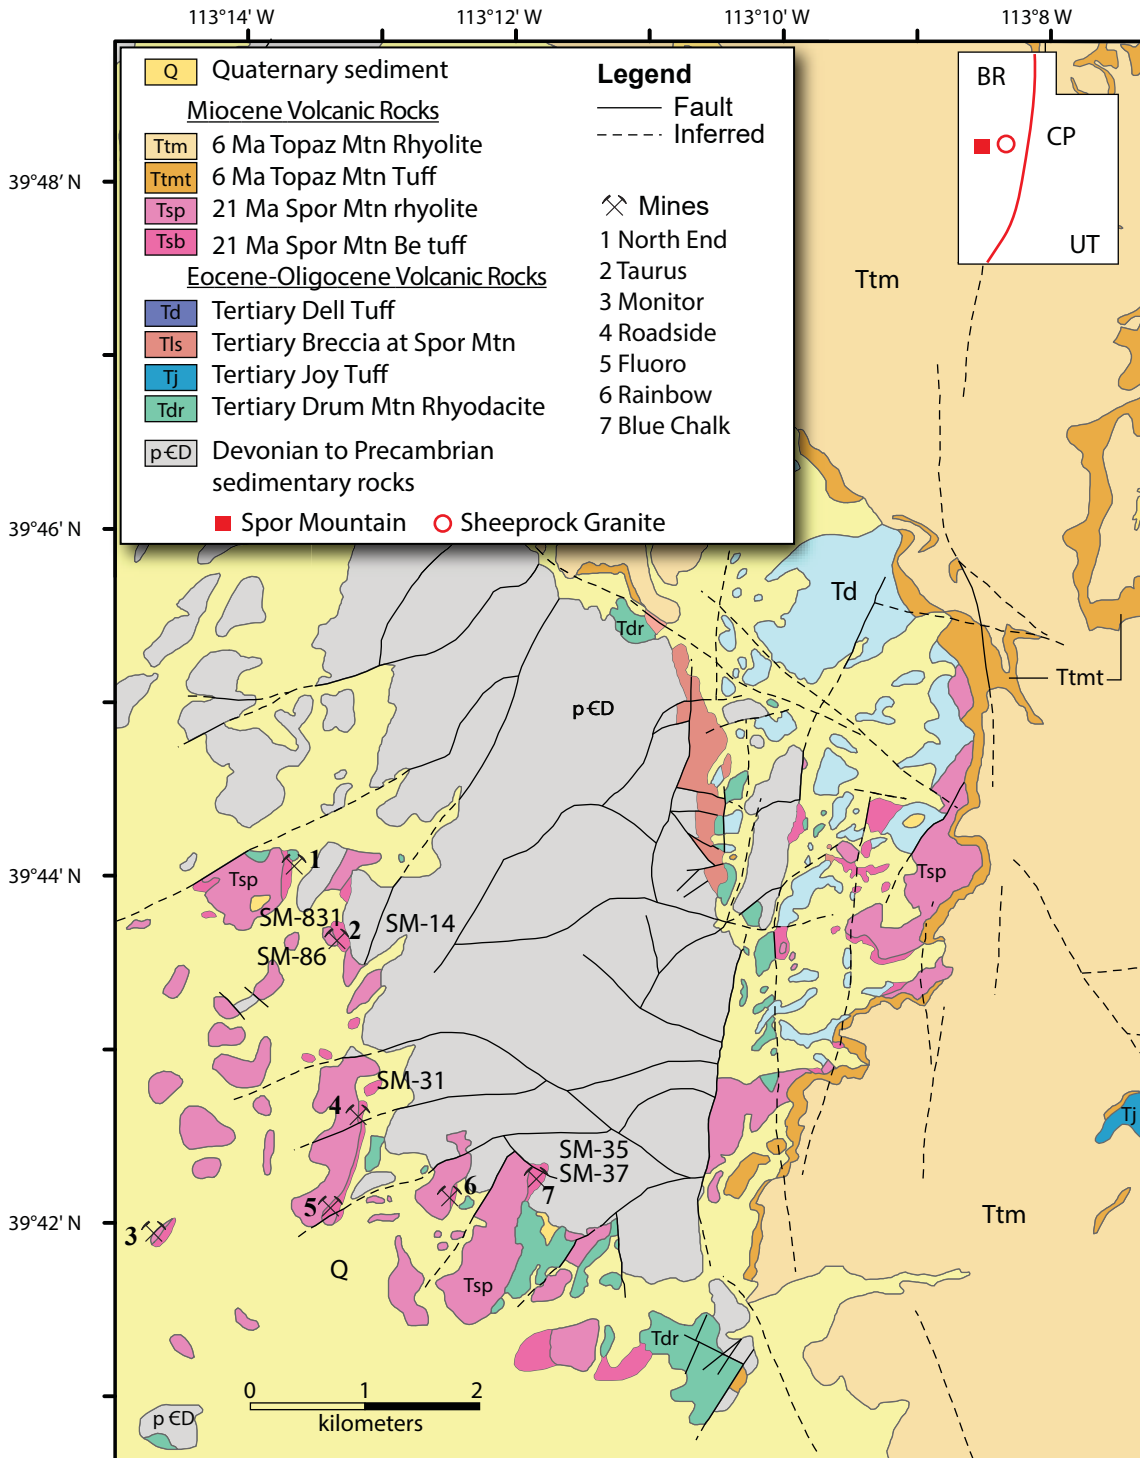 113°14′ W
113°12′ W
113°10′ W
113°8′ W
39°48′ N
39°46′ N
39°44′ N
39°42′ N
Q Quaternary sediment
Miocene Volcanic Rocks
Ttm 6 Ma Topaz Mtn Rhyolite
Ttmt 6 Ma Topaz Mtn Tuff
Tsp 21 Ma Spor Mtn rhyolite
Tsb 21 Ma Spor Mtn Be tuff
Eocene-Oligocene Volcanic Rocks
Td Tertiary Dell Tuff
Tls Tertiary Breccia at Spor Mtn
Tj Tertiary Joy Tuff
Tdr Tertiary Drum Mtn Rhyodacite
p€D Devonian to Precambrian
sedimentary rocks
Spor Mountain
Sheeprock Granite
Legend
Fault
Inferred
Mines
1 North End
2 Taurus
3 Monitor
4 Roadside
5 Fluoro
6 Rainbow
7 Blue Chalk
BR
CP
UT
Ttm
Td
Tdr
Ttmt
p€D
1
Tsp
Tsp
SM-831
SM-14
2
SM-86
SM-31
4
Tj
SM-35
SM-37
6
7
5
3
Ttm
Q
Tsp
Tdr
0 1 2
kilometers
p€D